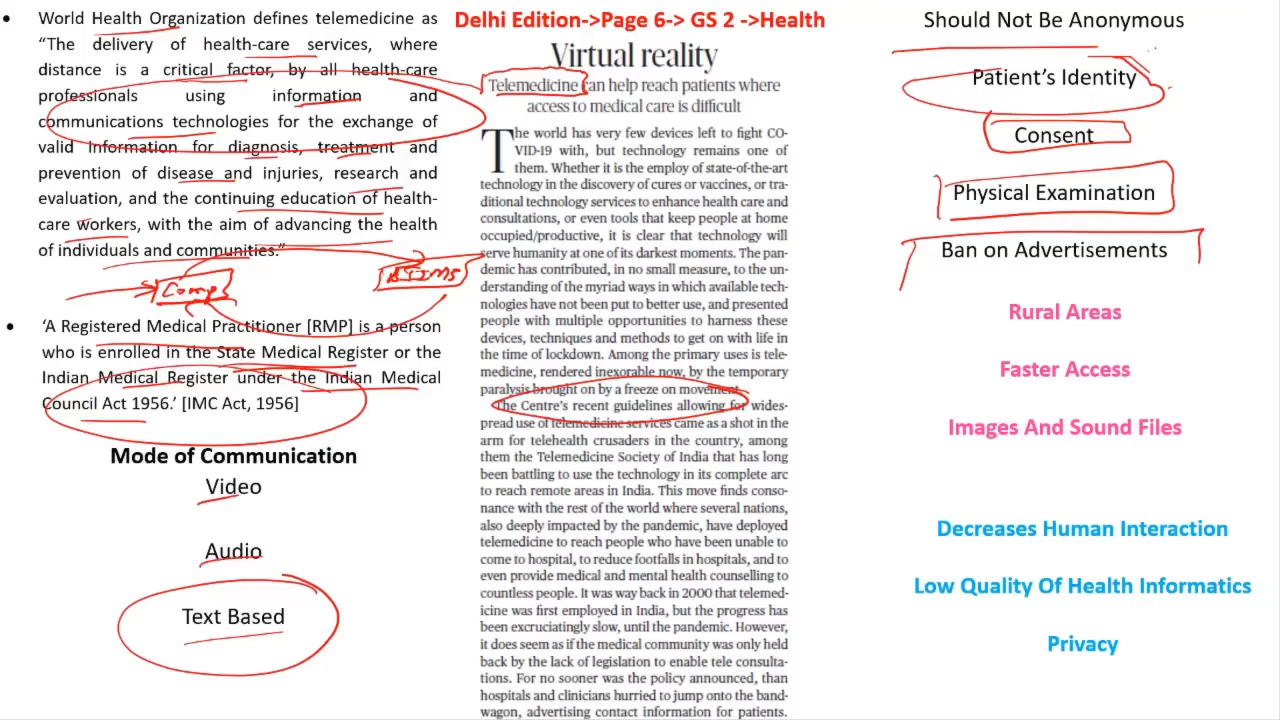 • World Health Organization defines telemedicine as
“The delivery of health-care services, where
distance is a critical factor, by all health-care
professionals using information and
communications technologies for the exchange of
valid Information for diagnosis, treatment and
prevention of disease and injuries, research and
evaluation, and the continuing education of health-
care workers, with the aim of advancing the health
of individuals and communities.”
Comp
AIIMS
• ‘A Registered Medical Practitioner [RMP] is a person
who is enrolled in the State Medical Register or the
Indian Medical Register under the Indian Medical
Council Act 1956.’ [IMC Act, 1956]
Mode of Communication
Video
Audio
Text Based
Delhi Edition->Page 6-> GS 2 ->Health
Virtual reality
Telemedicine can help reach patients where
access to medical care is difficult
The world has very few devices left to fight CO-
VID-19 with, but technology remains one of
them. Whether it is the employ of state-of-the-art
technology in the discovery of cures or vaccines, or tra-
ditional technology services to enhance health care and
consultations, or even tools that keep people at home
occupied/productive, it is clear that technology will
serve humanity at one of its darkest moments. The pan-
demic has contributed, in no small measure, to the un-
derstanding of the myriad ways in which available tech-
nologies have not been put to better use, and presented
people with multiple opportunities to harness these
devices, techniques and methods to get on with life in
the time of lockdown. Among the primary uses is tele-
medicine, rendered inexorable now, by the temporary
paralysis brought on by a freeze on movement.
The Centre’s recent guidelines allowing for wides-
pread use of telemedicine services came as a shot in the
arm for telehealth crusaders in the country, among
them the Telemedicine Society of India that has long
been battling to use the technology in its complete arc
to reach remote areas in India. This move finds conso-
nance with the rest of the world where several nations,
also deeply impacted by the pandemic, have deployed
telemedicine to reach people who have been unable to
come to hospital, to reduce footfalls in hospitals, and to
even provide medical and mental health counselling to
countless people. It was way back in 2000 that telemed-
icine was first employed in India, but the progress has
been excruciatingly slow, until the pandemic. However,
it does seem as if the medical community was only held
back by the lack of legislation to enable tele consulta-
tions. For no sooner was the policy announced, than
hospitals and clinicians hurried to jump onto the band-
wagon, advertising contact information for patients.
Should Not Be Anonymous
Patient’s Identity
Consent
Physical Examination
Ban on Advertisements
Rural Areas
Faster Access
Images And Sound Files
Decreases Human Interaction
Low Quality Of Health Informatics
Privacy